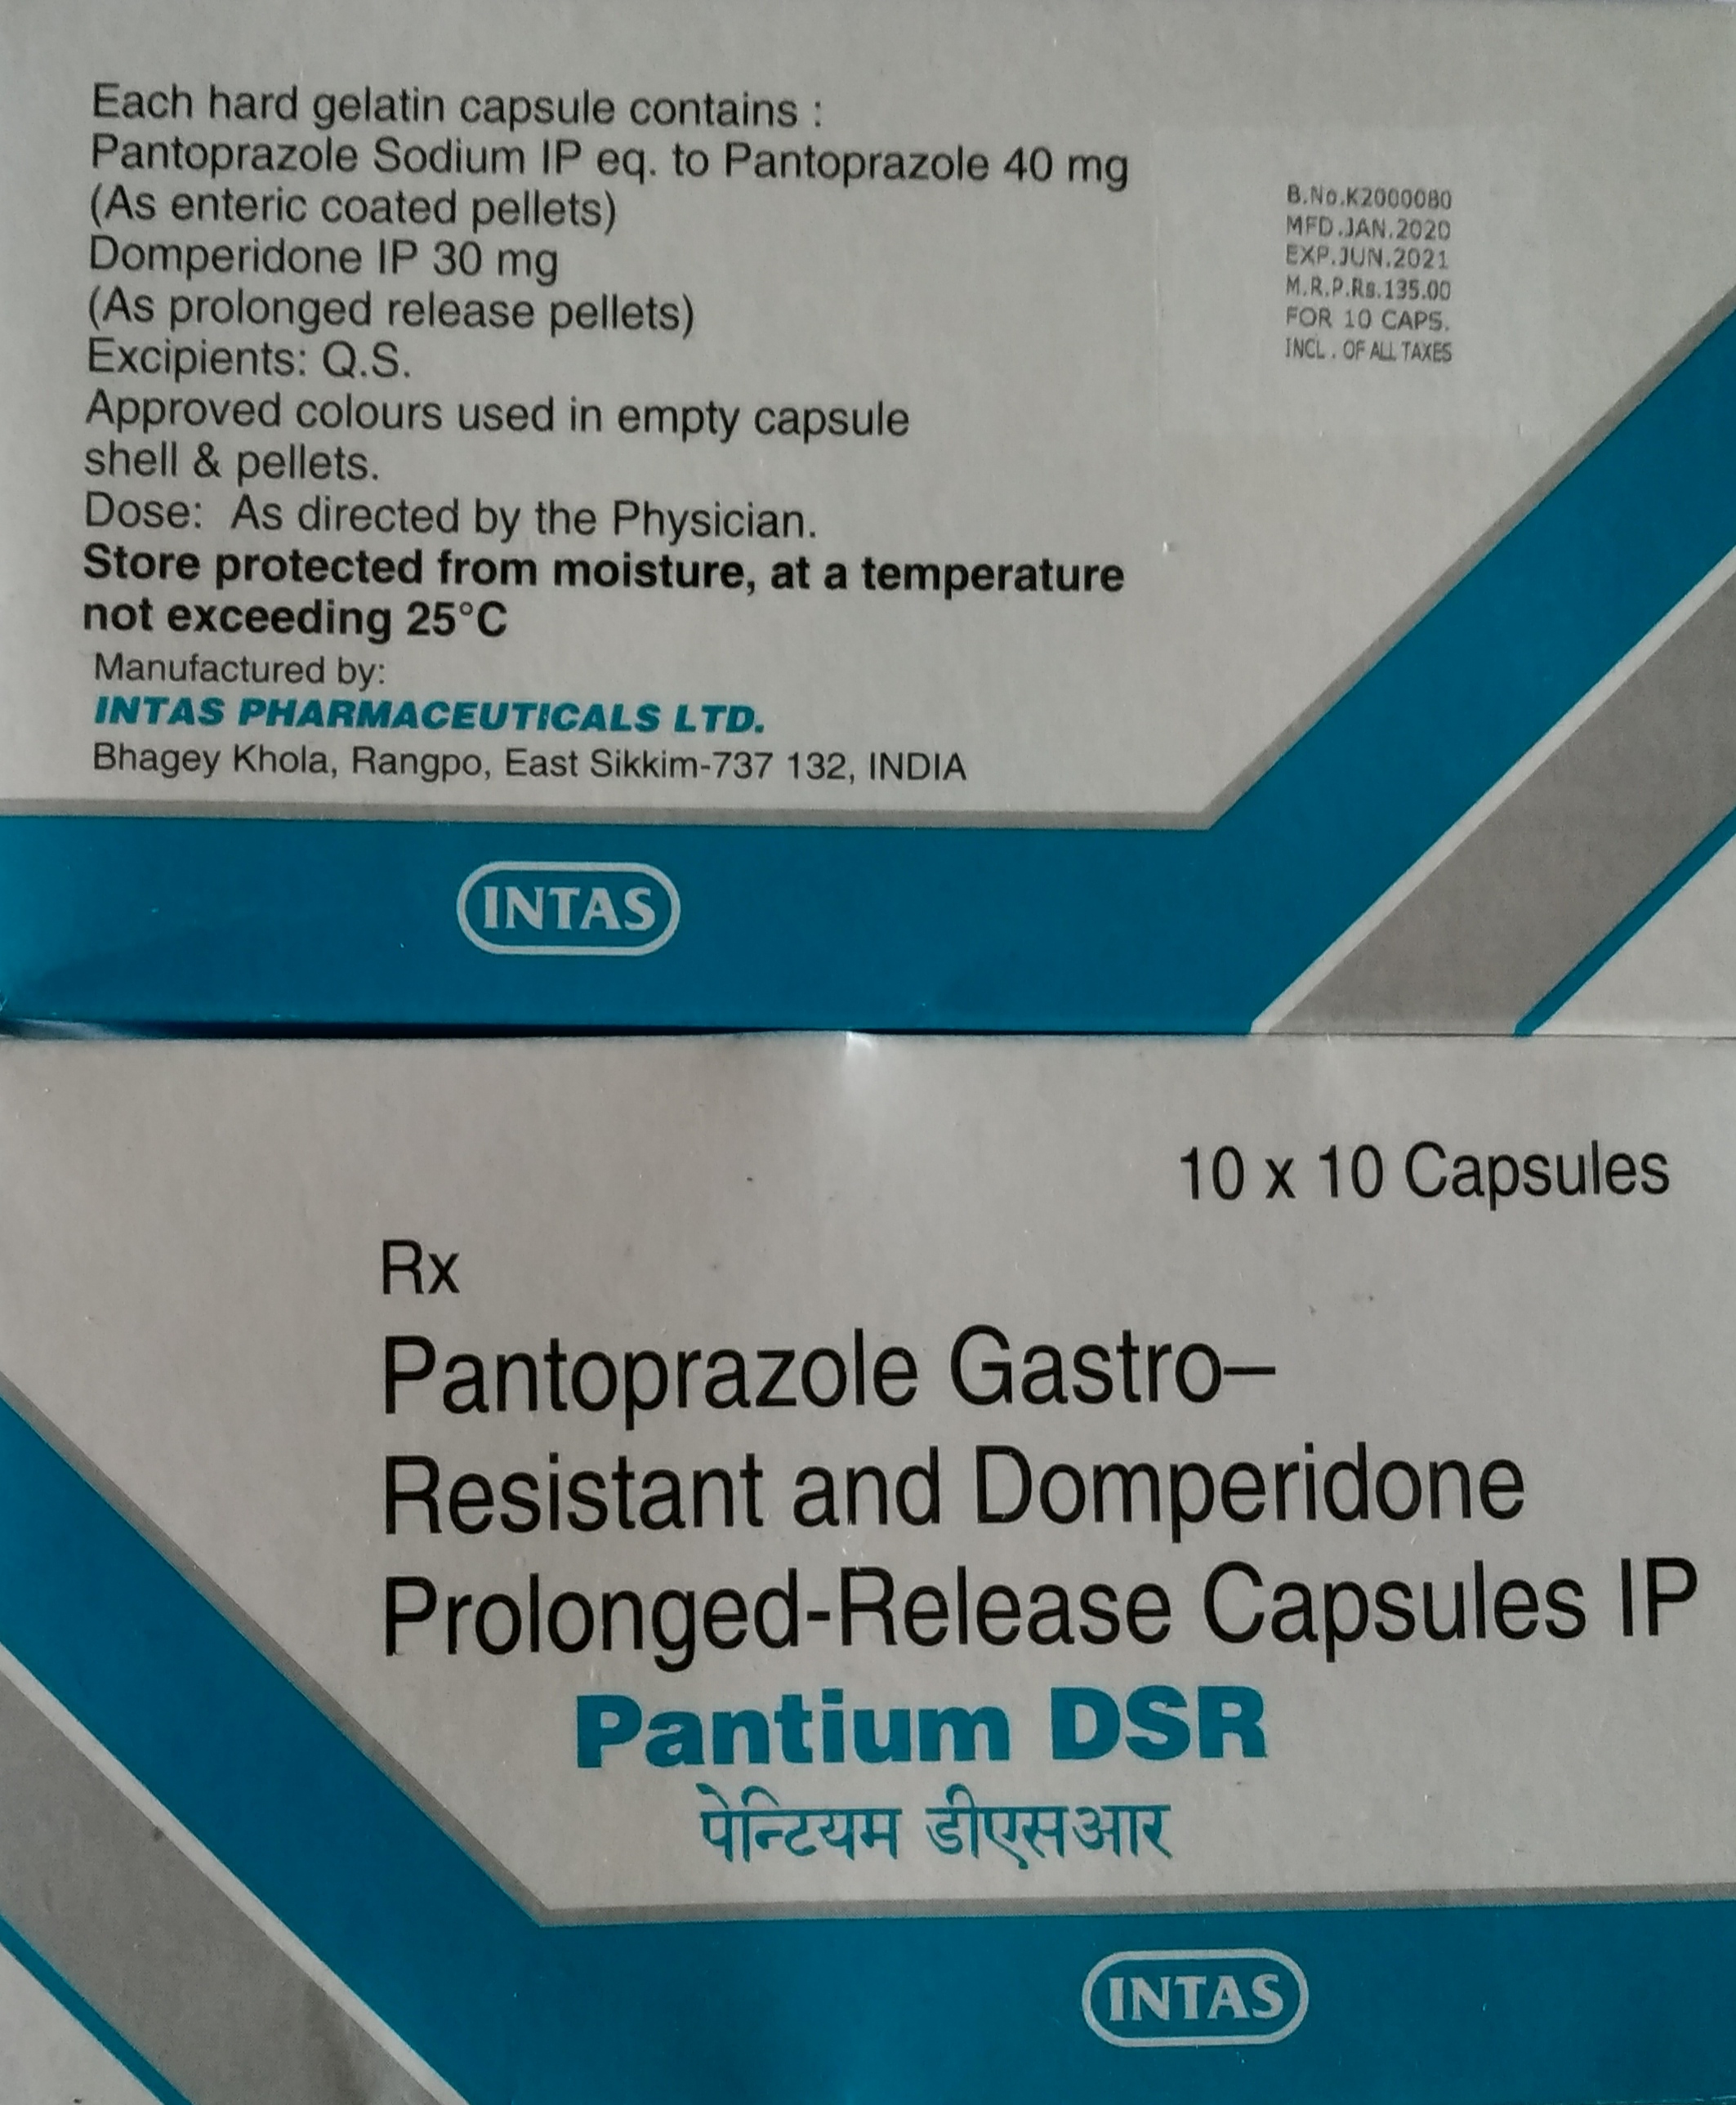 Each hard gelatin capsule contains :
Pantoprazole Sodium IP eq. to Pantoprazole 40 mg
(As enteric coated pellets)
Domperidone IP 30 mg
(As prolonged release pellets)
Excipients: Q.S.
Approved colours used in empty capsule
shell & pellets.
Dose: As directed by the Physician.
Store protected from moisture, at a temperature
not exceeding 25°C
Manufactured by:
INTAS PHARMACEUTICALS LTD.
Bhagey Khola, Rangpo, East Sikkim-737 132, INDIA
B.No.K2000080
MFD.JAN.2020
EXP.JUN.2021
M.R.P.Rs.135.00
FOR 10 CAPS.
INCL. OF ALL TAXES
INTAS
10 x 10 Capsules
Rx
Pantoprazole Gastro–
Resistant and Domperidone
Prolonged-Release Capsules IP
Pantium DSR
पेन्टियम डीएसआर
INTAS